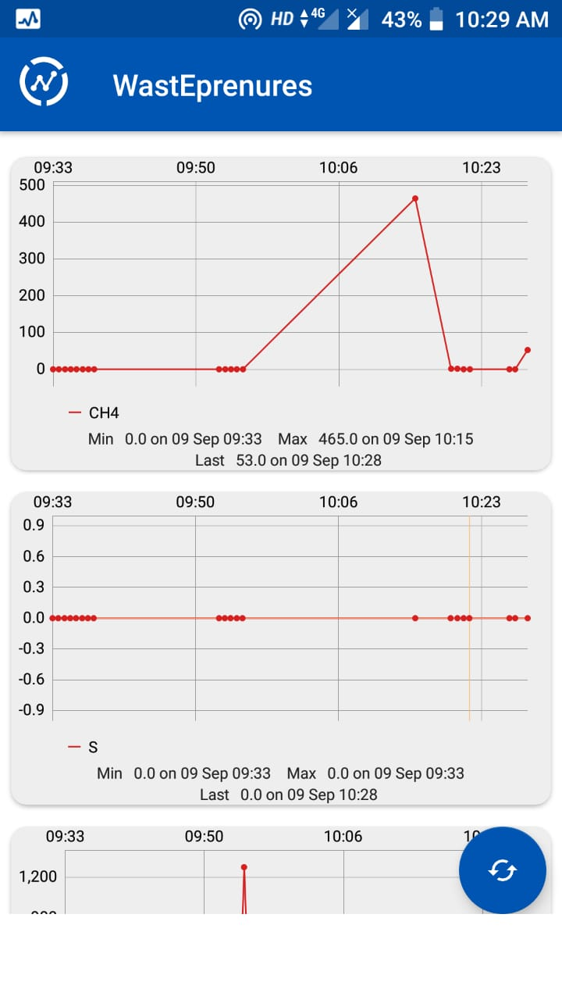 HD 4G 43% 10:29 AM
WastEprenures
09:33 09:50 10:06 10:23
500
400
300
200
100
0
CH4
Min 0.0 on 09 Sep 09:33 Max 465.0 on 09 Sep 10:15
Last 53.0 on 09 Sep 10:28
09:33 09:50 10:06 10:23
0.9
0.6
0.3
0.0
-0.3
-0.6
-0.9
S
Min 0.0 on 09 Sep 09:33 Max 0.0 on 09 Sep 09:33
Last 0.0 on 09 Sep 10:28
09:33 09:50 10:06
1,200